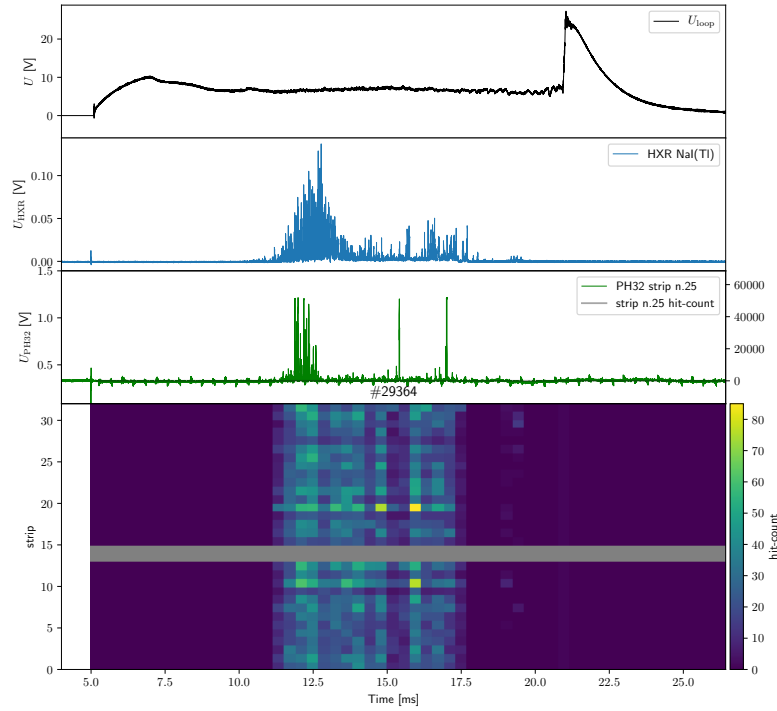 20
10
0
U [V]
U_loop
0.10
0.05
0.00
U_HXR [V]
HXR NaI(Tl)
1.5
1.0
0.5
U_PH32 [V]
PH32 strip n.25
strip n.25 hit-count
60000
40000
20000
0
#29364
30
25
20
15
10
5
0
strip
80
70
60
50
40
30
20
10
0
hit-count
5.0 7.5 10.0 12.5 15.0 17.5 20.0 22.5 25.0
Time [ms]